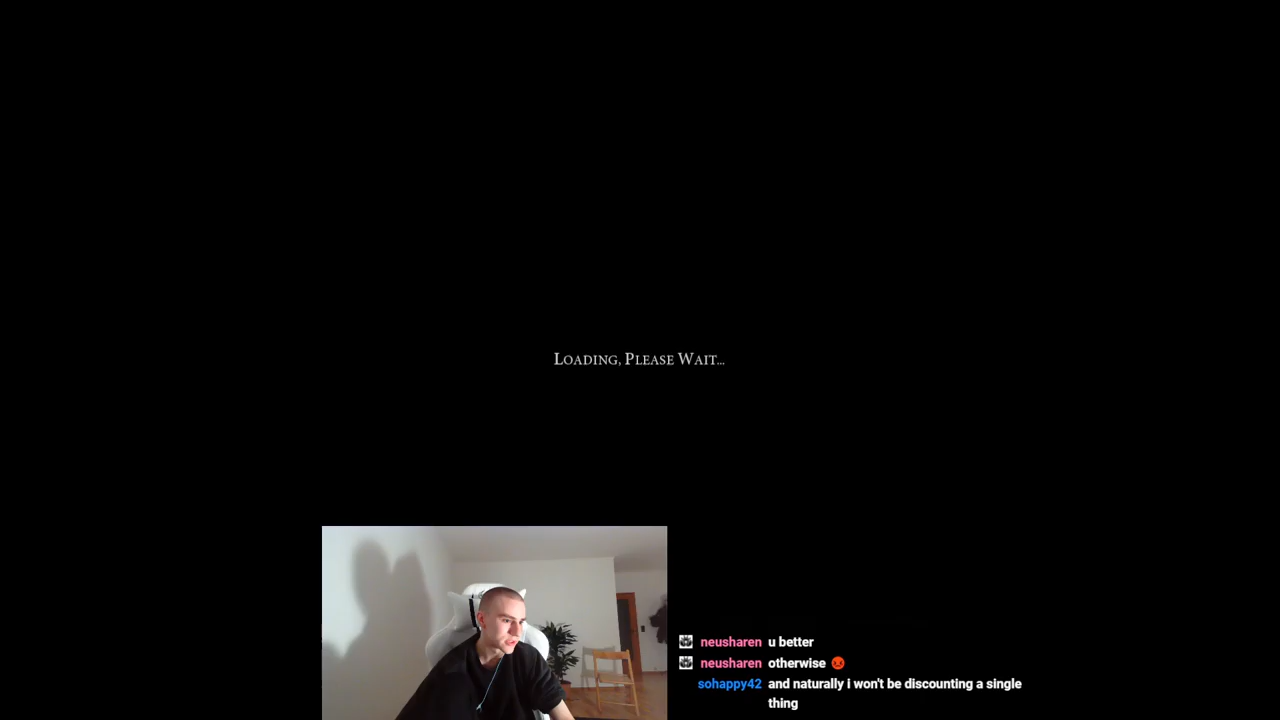 Loading, Please Wait...
neusharen u better
neusharen otherwise 😡
sohappy42 and naturally i won't be discounting a single
thing